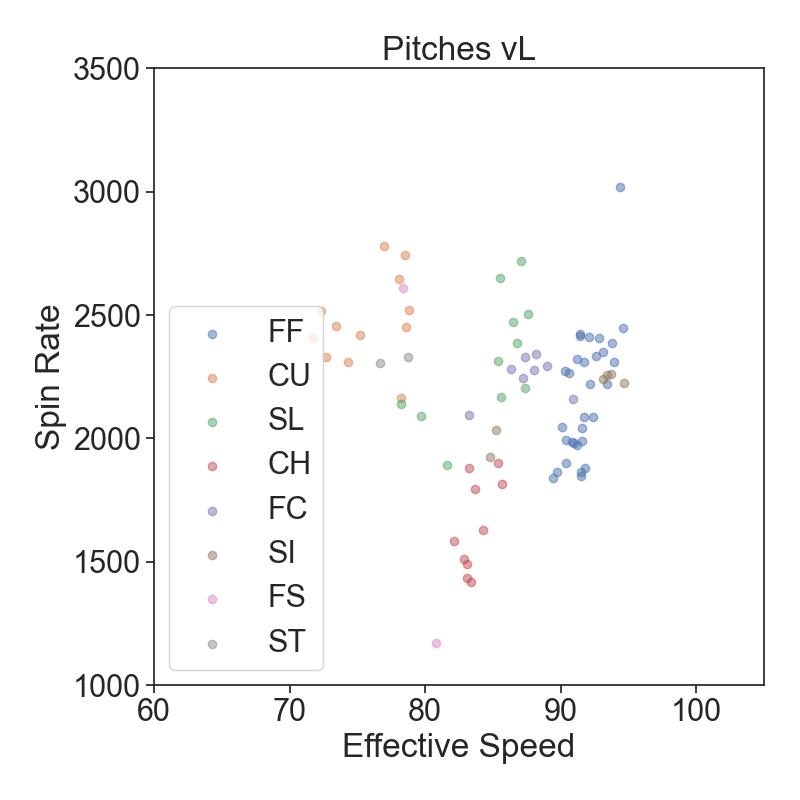 Pitches vL
3500
3000
2500
2000
1500
1000
Spin Rate
FF
CU
SL
CH
FC
SI
FS
ST
60 70 80 90 100
Effective Speed